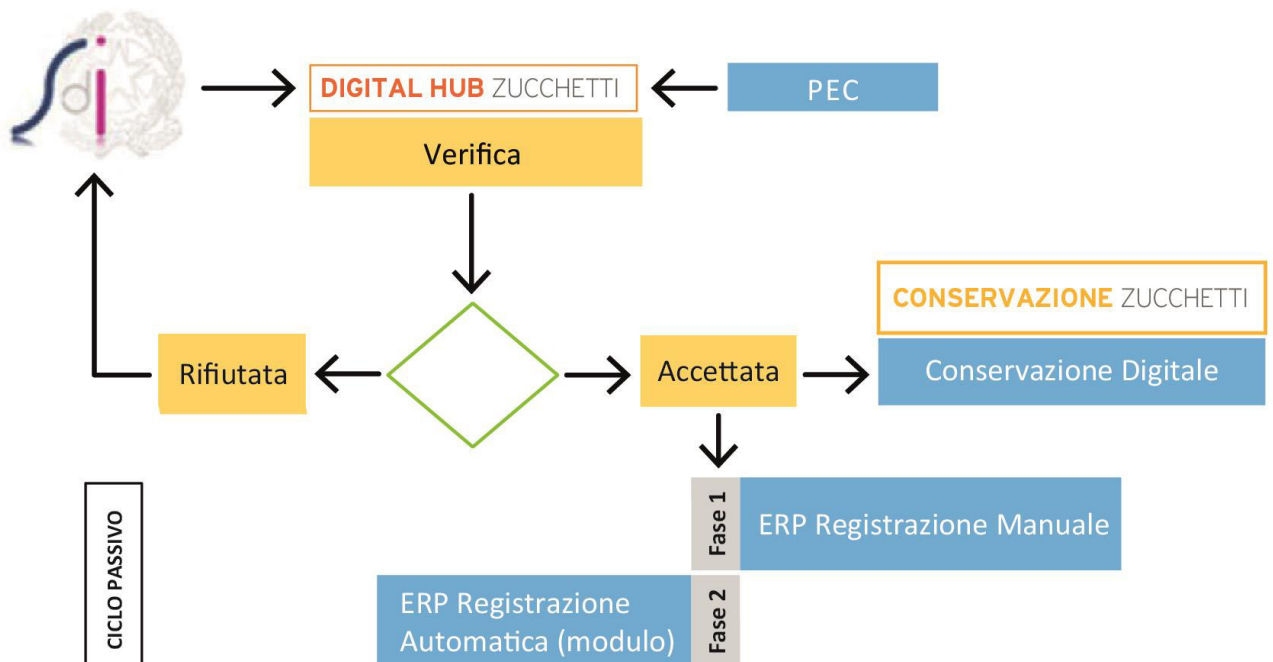 Sdi
DIGITAL HUB ZUCCHETTI
PEC
Verifica
CONSERVAZIONE ZUCCHETTI
Rifiutata
Accettata
Conservazione Digitale
CICLO PASSIVO
Fase 1
ERP Registrazione Manuale
ERP Registrazione
Automatica (modulo)
Fase 2